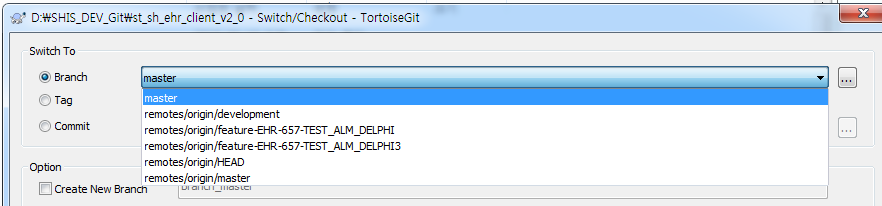 D:₩SHIS_DEV_Git₩st_sh_ehr_client_v2_0 - Switch/Checkout - TortoiseGit
Switch To
Branch
master
...
master
Tag
remotes/origin/development
remotes/origin/feature-EHR-657-TEST_ALM_DELPHI
Commit
...
remotes/origin/feature-EHR-657-TEST_ALM_DELPHI3
remotes/origin/HEAD
Option
remotes/origin/master
Create New Branch
branch_master